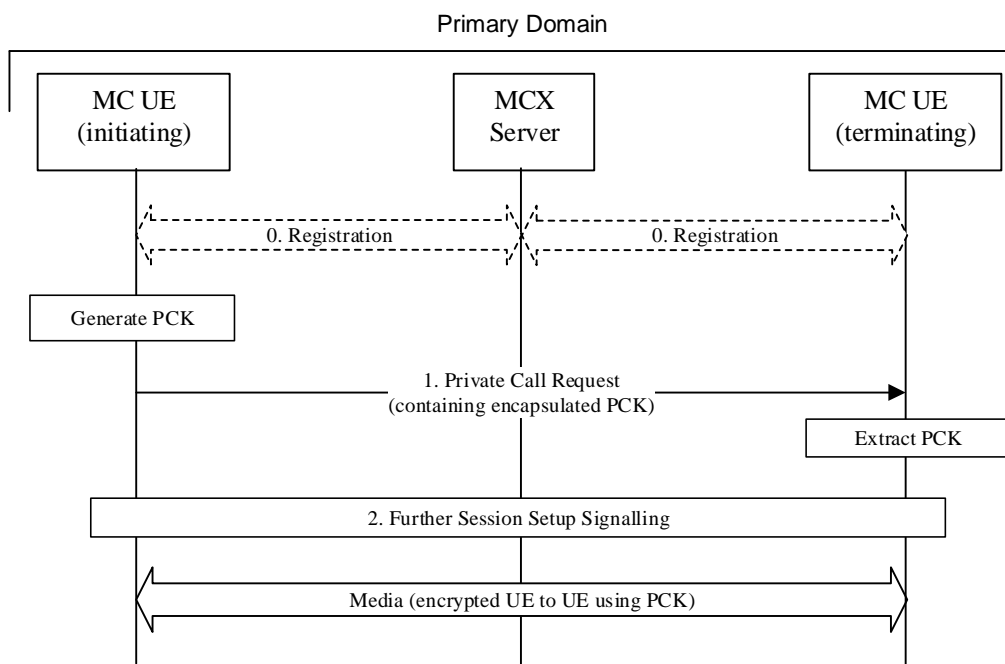 Primary Domain
MC UE
(initiating)
MCX
Server
MC UE
(terminating)
0. Registration
0. Registration
Generate PCK
1. Private Call Request
(containing encapsulated PCK)
Extract PCK
2. Further Session Setup Signalling
Media (encrypted UE to UE using PCK)